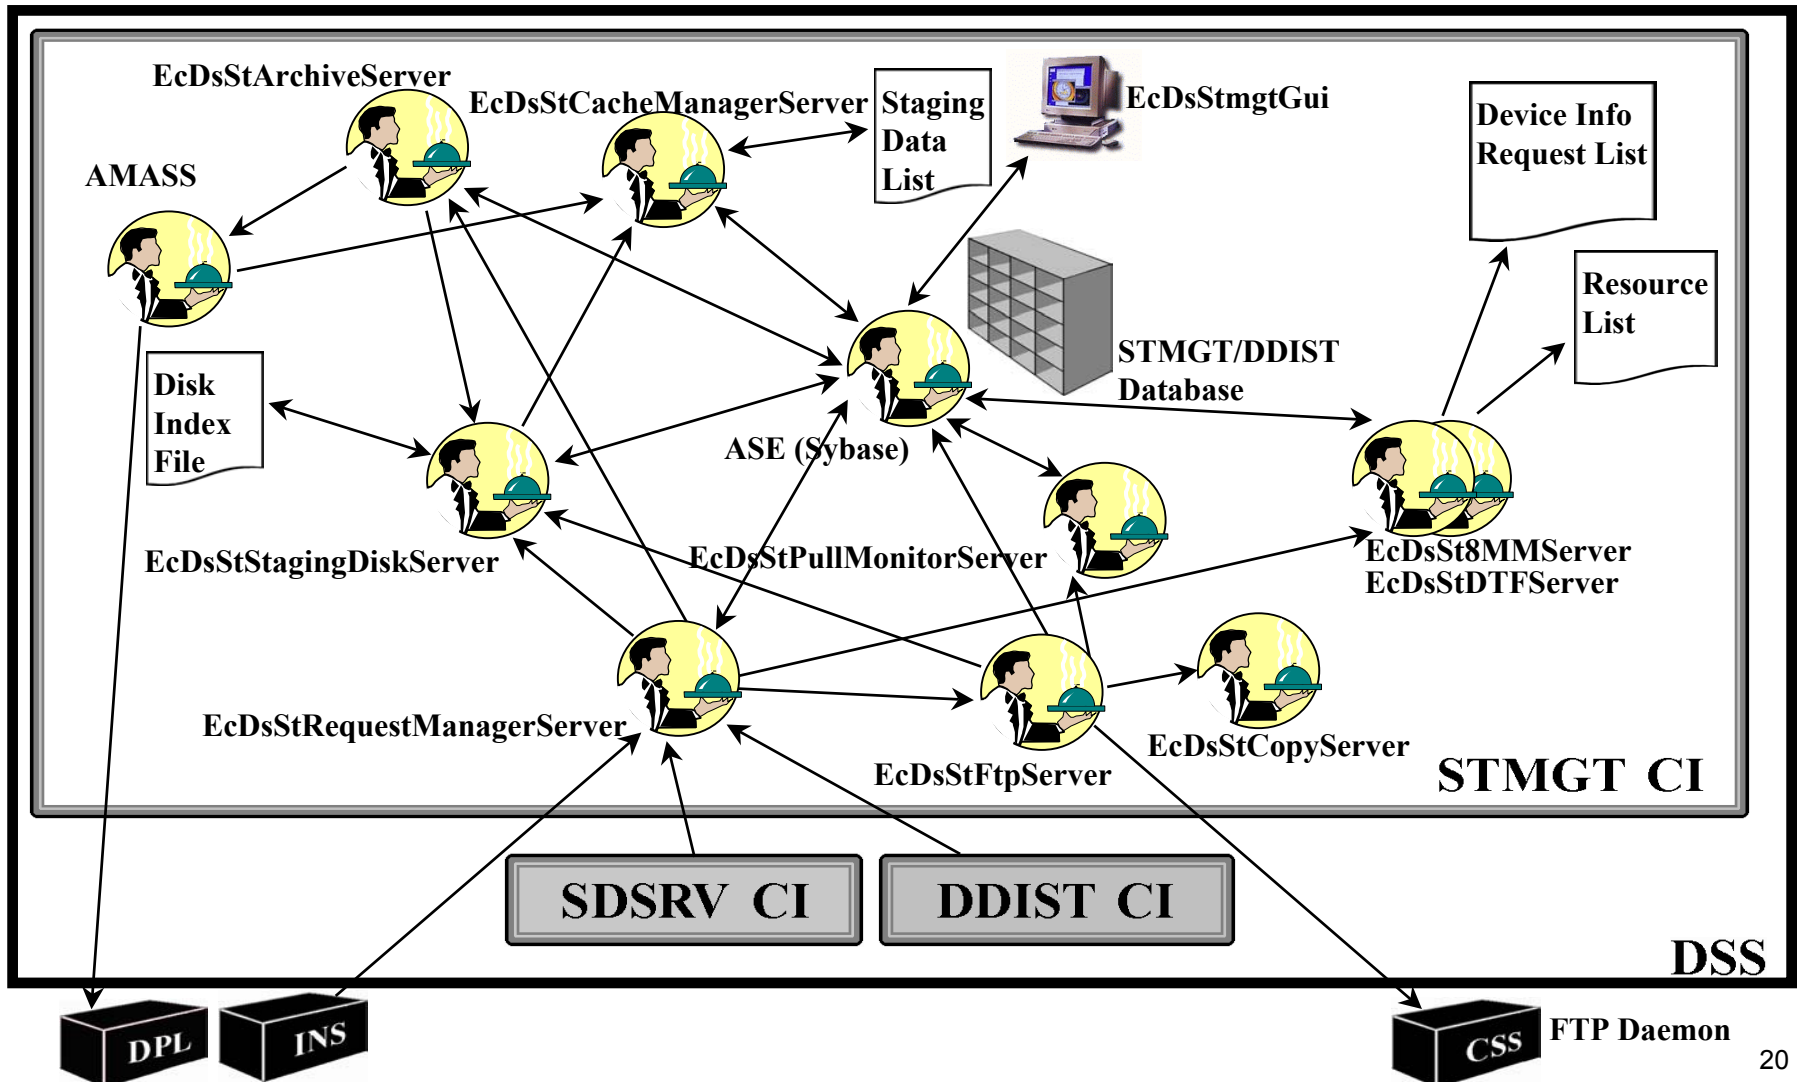 EcDsStArchiveServer
EcDsStCacheManagerServer
Staging
Data
List
EcDsStmgtGui
Device Info
Request List
AMASS
Resource
List
STMGT/DDIST
Database
Disk
Index
File
ASE (Sybase)
EcDsStStagingDiskServer
EcDsStPullMonitorServer
EcDsSt8MMServer
EcDsStDTFServer
EcDsStRequestManagerServer
EcDsStFtpServer
EcDsStCopyServer
STMGT CI
SDSRV CI
DDIST CI
DSS
DPL
INS
CSS
FTP Daemon
20